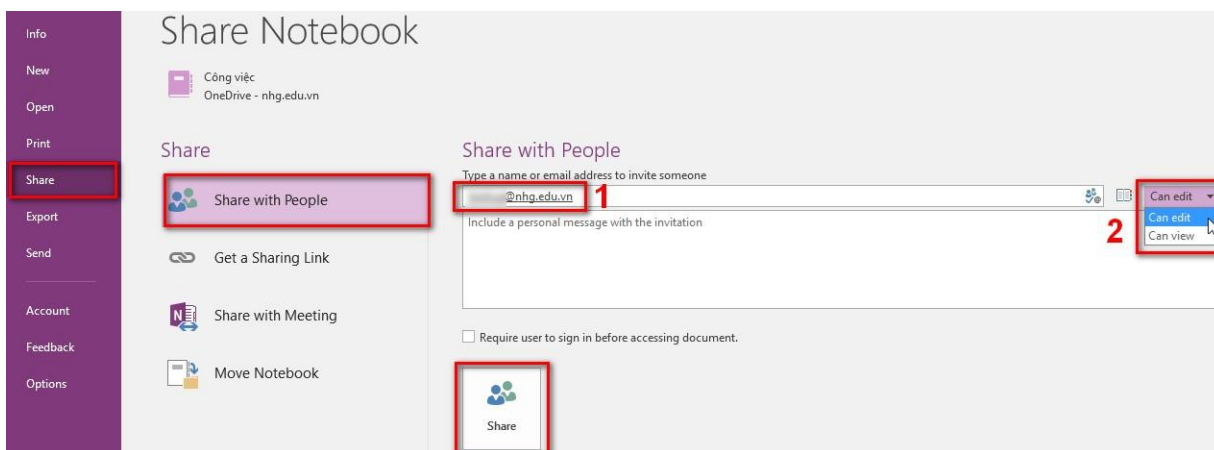 Share Notebook
Info
New
Open
Print
Share
Export
Send
Account
Feedback
Options
Công việc
OneDrive - nhg.edu.vn
Share
Share with People
Get a Sharing Link
Share with Meeting
Move Notebook
Share with People
Type a name or email address to invite someone
@nhg.edu.vn
1
Can edit
Can edit
Can view
2
Include a personal message with the invitation
Require user to sign in before accessing document.
Share